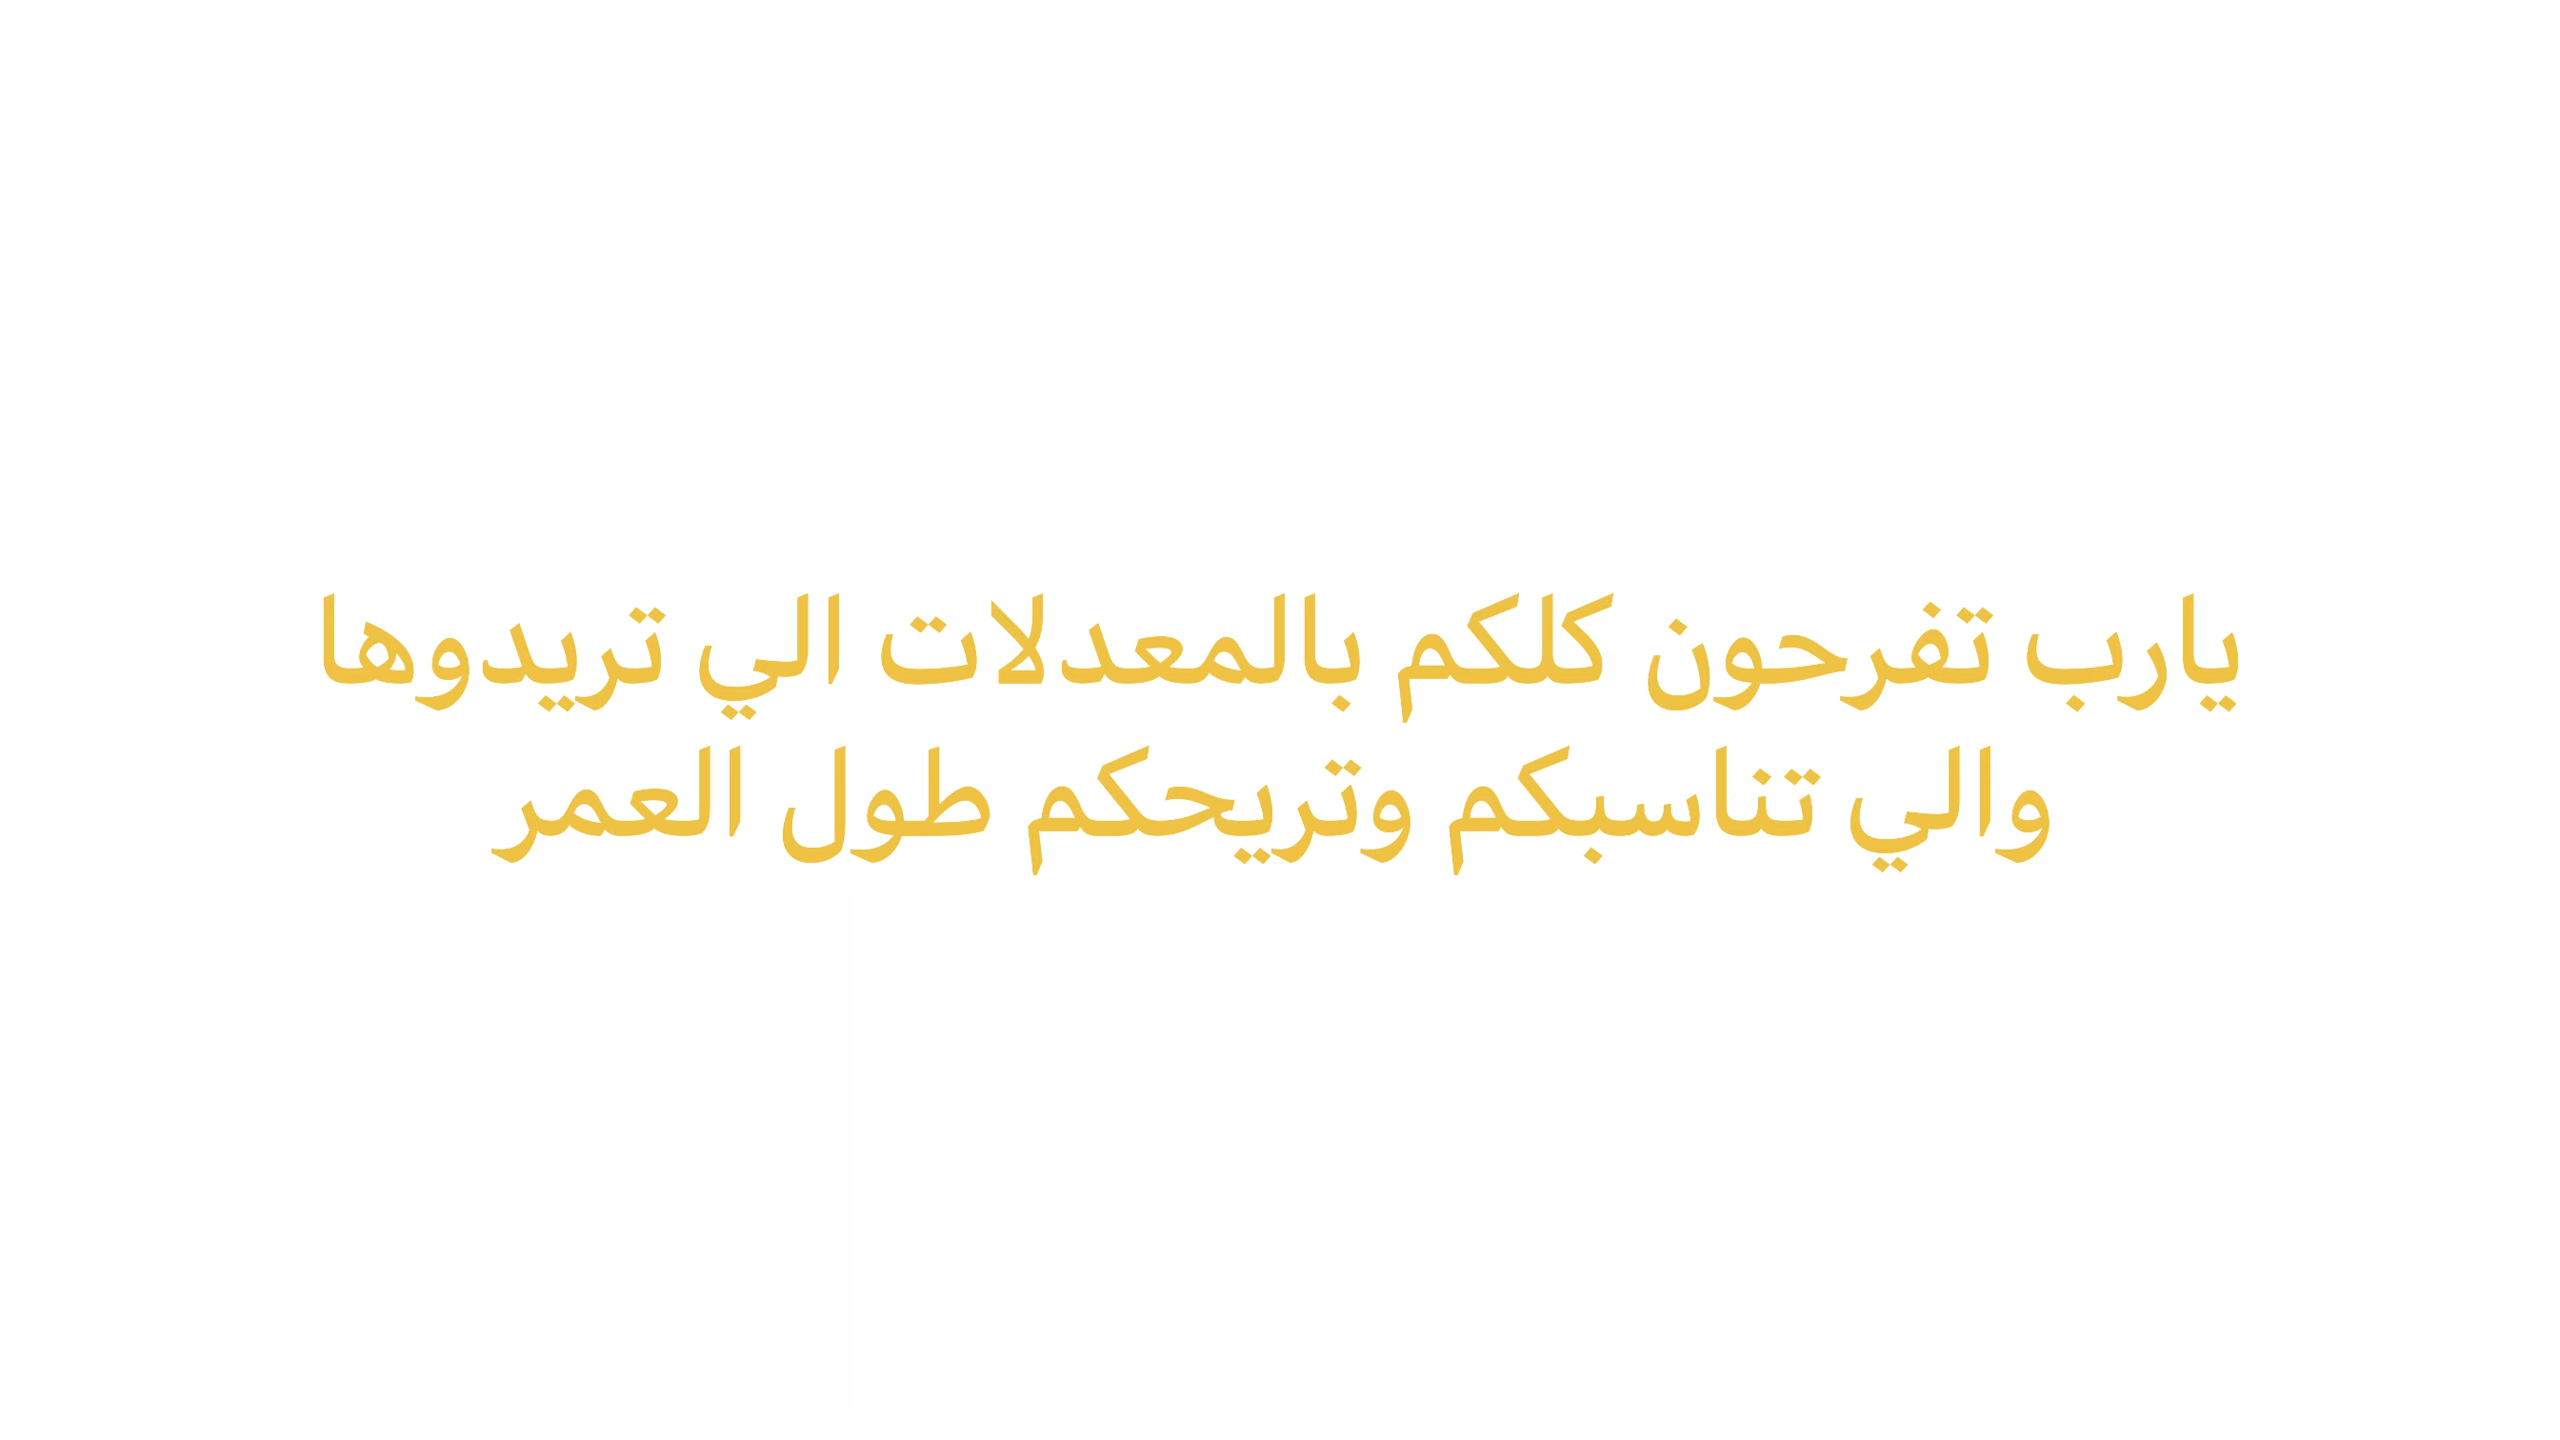 يارب تفرحون كلكم بالمعدلات الي تريدوها
والي تناسبكم وتريحكم طول العمر